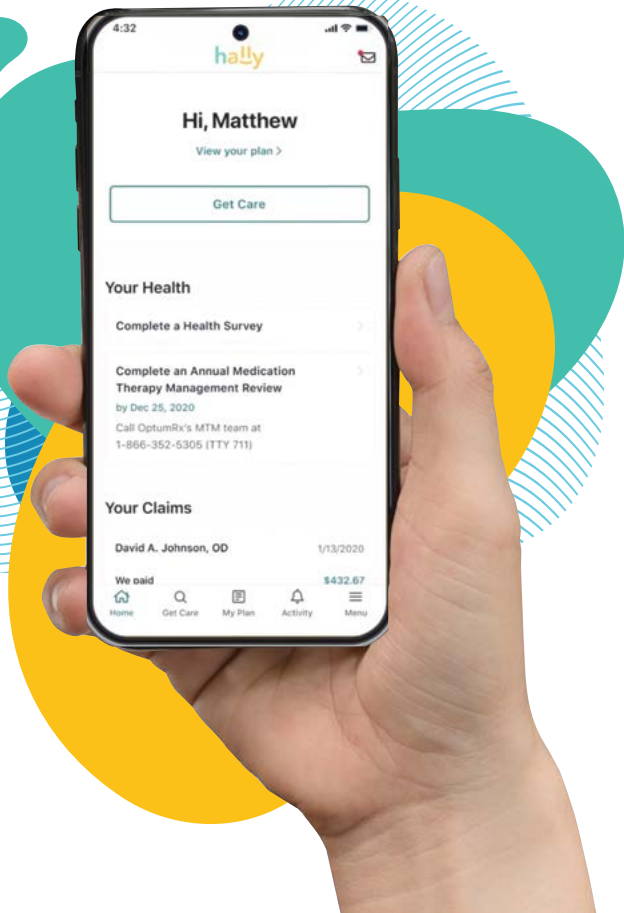 4:32
hally
Hi, Matthew
View your plan >
Get Care
Your Health
Complete a Health Survey
Complete an Annual Medication
Therapy Management Review
by Dec 25, 2020
Call OptumRx's MTM team at
1-866-352-5305 (TTY 711)
Your Claims
David A. Johnson, OD 1/13/2020
We paid $432.67
Home Get Care My Plan Activity Menu